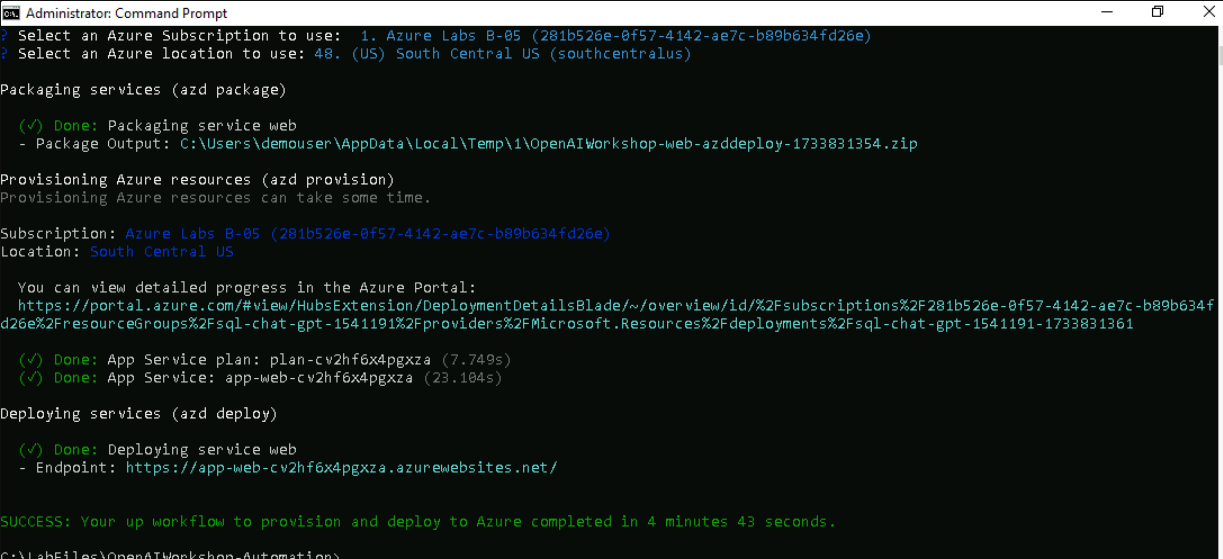 Administrator: Command Prompt
? Select an Azure Subscription to use:  1. Azure Labs B-05 (281b526e-0f57-4142-ae7c-b89b634fd26e)
? Select an Azure location to use: 48. (US) South Central US (southcentralus)
Packaging services (azd package)
(✓) Done: Packaging service web
- Package Output: C:\Users\demouser\AppData\Local\Temp\1\OpenAIWorkshop-web-azddeploy-1733831354.zip
Provisioning Azure resources (azd provision)
Provisioning Azure resources can take some time.
Subscription: Azure Labs B-05 (281b526e-0f57-4142-ae7c-b89b634fd26e)
Location: South Central US
You can view detailed progress in the Azure Portal:
https://portal.azure.com/#view/HubsExtension/DeploymentDetailsBlade/~/overview/id/%2Fsubscriptions%2F281b526e-0f57-4142-ae7c-b89b634f
d26e%2FresourceGroups%2Fsql-chat-gpt-1541191%2Fproviders%2FMicrosoft.Resources%2Fdeployments%2Fsql-chat-gpt-1541191-1733831361
(✓) Done: App Service plan: plan-cv2hf6x4pgxza (7.749s)
(✓) Done: App Service: app-web-cv2hf6x4pgxza (23.104s)
Deploying services (azd deploy)
(✓) Done: Deploying service web
- Endpoint: https://app-web-cv2hf6x4pgxza.azurewebsites.net/
SUCCESS: Your up workflow to provision and deploy to Azure completed in 4 minutes 43 seconds.
C:\LabFiles\OpenAIWorkshop-Automation>